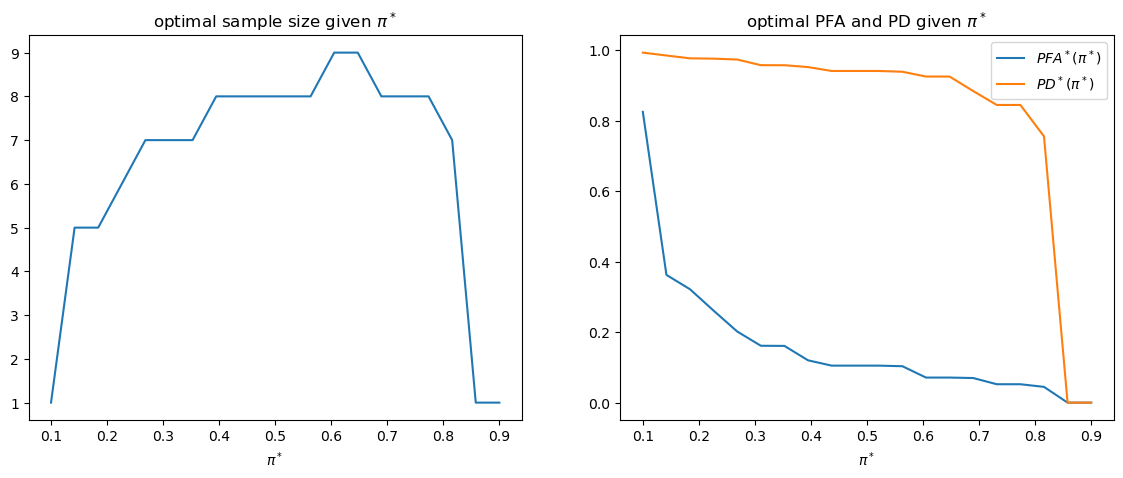 optimal sample size given π*
9
8
7
6
5
4
3
2
1
0.1 0.2 0.3 0.4 0.5 0.6 0.7 0.8 0.9
π*
optimal PFA and PD given π*
1.0
0.8
0.6
0.4
0.2
0.0
PFA*(π*)
PD*(π*)
0.1 0.2 0.3 0.4 0.5 0.6 0.7 0.8 0.9
π*